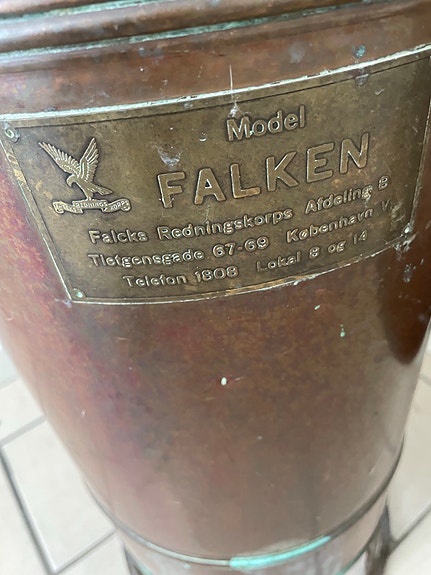 Model
FALKEN
Falcks Redningskorps Afdeling B
Tietgensgade 67-69 København V.
Telefon 1808 Lokal 8 og 14